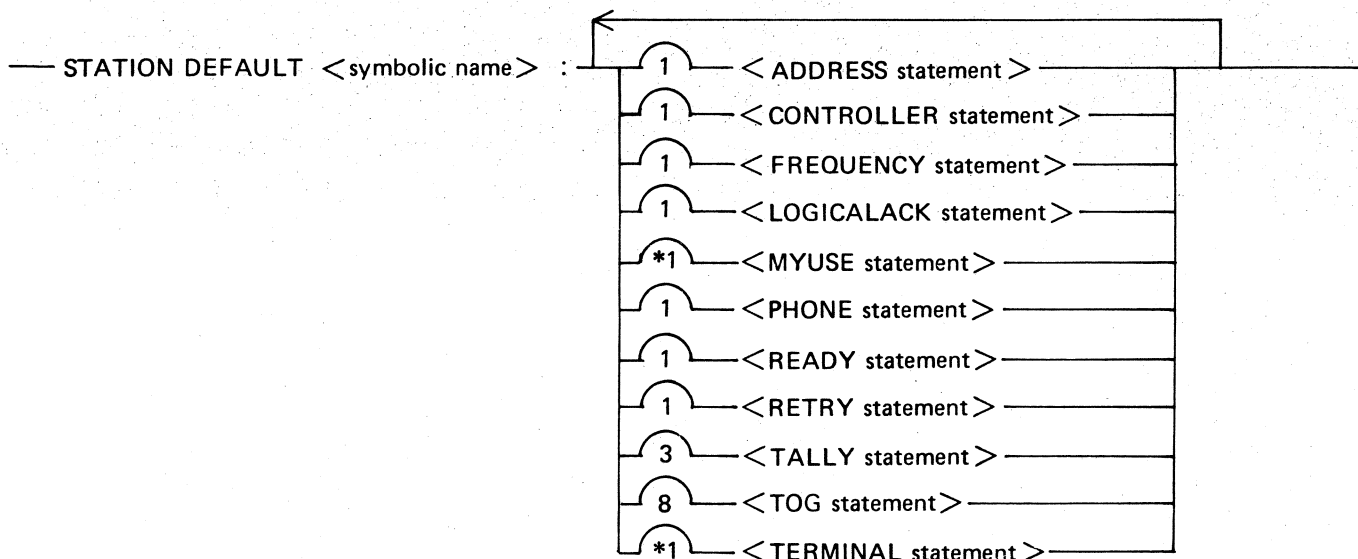 STATION DEFAULT <symbolic name> : 1 <ADDRESS statement>
1 <CONTROLLER statement>
1 <FREQUENCY statement>
1 <LOGICALACK statement>
*1 <MYUSE statement>
1 <PHONE statement>
1 <READY statement>
1 <RETRY statement>
3 <TALLY statement>
8 <TOG statement>
*1 <TERMINAL statement>